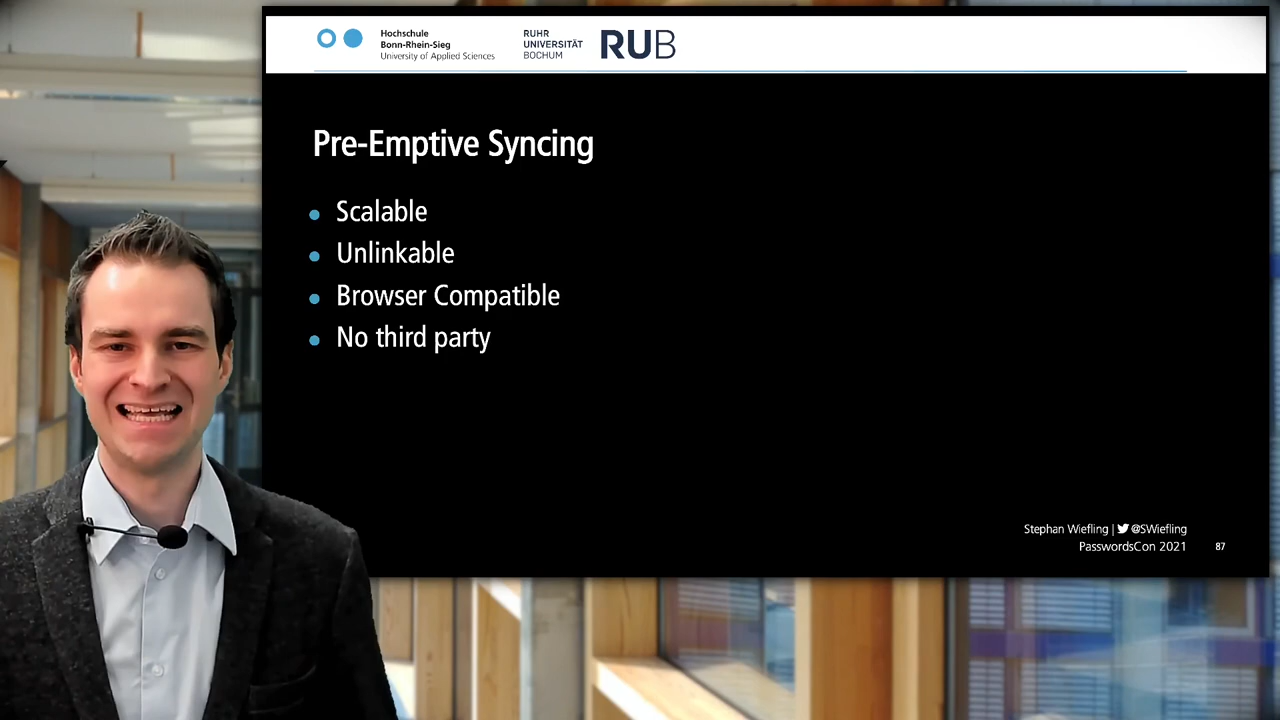 Hochschule
Bonn-Rhein-Sieg
University of Applied Sciences
RUHR
UNIVERSITÄT
BOCHUM
RUB
Pre-Emptive Syncing
Scalable
Unlinkable
Browser Compatible
No third party
Stephan Wiefling | @SWiefling
PasswordsCon 2021
87